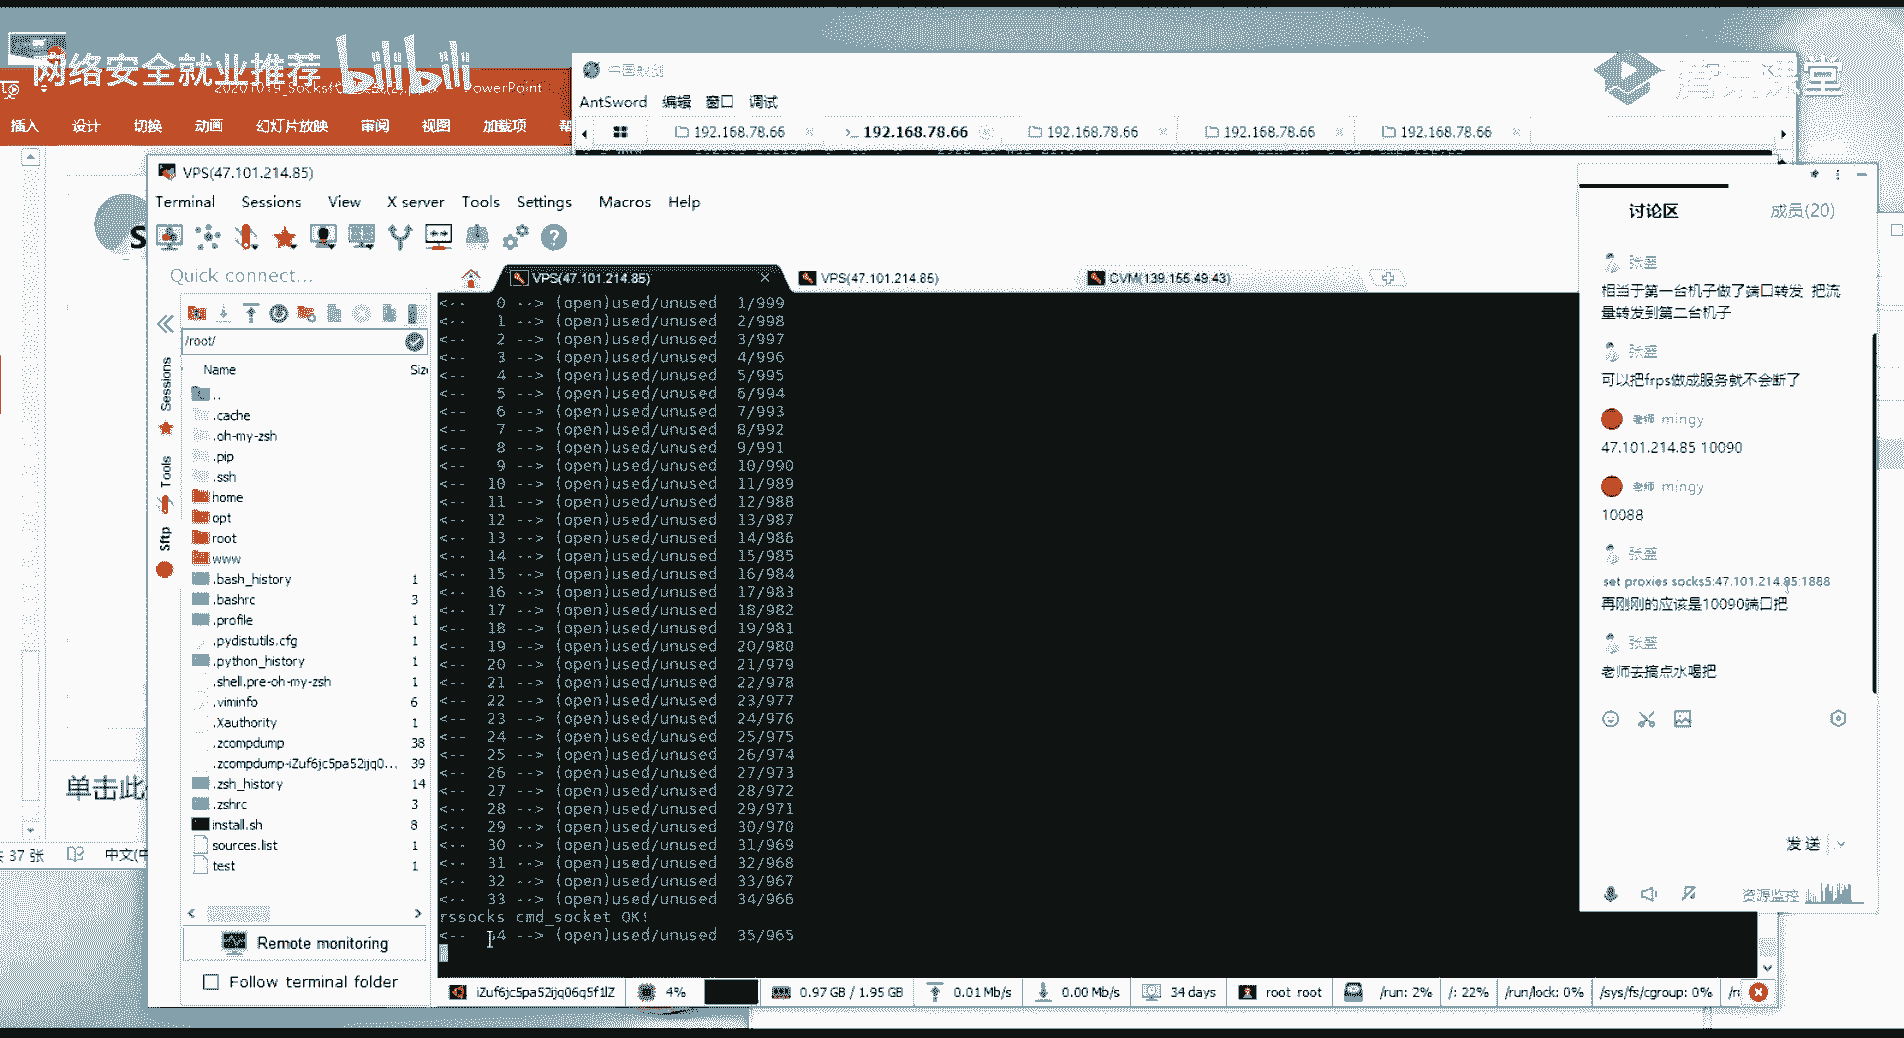 网络安全就业推荐 bilibili
PowerPoint
插入 设计 切换 动画 幻灯片放映 审阅 视图 加载项
AntSword 编辑 窗口 调试
192.168.78.66 192.168.78.66 192.168.78.66 192.168.78.66 192.168.78.66
VPS(47.101.214.85)
Terminal Sessions View X server Tools Settings Macros Help
Quick connect...
VPS(47.101.214.85) VPS(47.101.214.85) CVM(139.155.49.43)
/root/
Name Size
..
.cache
.oh-my-zsh
.pip
.ssh
home
opt
root
www
.bash_history 1
.bashrc 3
.profile 1
.pydistutils.cfg 1
.python_history 1
.shell.pre-oh-my-zsh 1
.viminfo 6
.Xauthority 1
.zcompdump 38
.zcompdump-iZuf6jc5pa52ijq0... 39
.zsh_history 14
.zshrc 3
install.sh 8
sources.list 1
test 1
Sessions
Tools
Sftp
Remote monitoring
Follow terminal folder
<-- 0 --> (open)used/unused 1/999
<-- 1 --> (open)used/unused 2/998
<-- 2 --> (open)used/unused 3/997
<-- 3 --> (open)used/unused 4/996
<-- 4 --> (open)used/unused 5/995
<-- 5 --> (open)used/unused 6/994
<-- 6 --> (open)used/unused 7/993
<-- 7 --> (open)used/unused 8/992
<-- 8 --> (open)used/unused 9/991
<-- 9 --> (open)used/unused 10/990
<-- 10 --> (open)used/unused 11/989
<-- 11 --> (open)used/unused 12/988
<-- 12 --> (open)used/unused 13/987
<-- 13 --> (open)used/unused 14/986
<-- 14 --> (open)used/unused 15/985
<-- 15 --> (open)used/unused 16/984
<-- 16 --> (open)used/unused 17/983
<-- 17 --> (open)used/unused 18/982
<-- 18 --> (open)used/unused 19/981
<-- 19 --> (open)used/unused 20/980
<-- 20 --> (open)used/unused 21/979
<-- 21 --> (open)used/unused 22/978
<-- 22 --> (open)used/unused 23/977
<-- 23 --> (open)used/unused 24/976
<-- 24 --> (open)used/unused 25/975
<-- 25 --> (open)used/unused 26/974
<-- 26 --> (open)used/unused 27/973
<-- 27 --> (open)used/unused 28/972
<-- 28 --> (open)used/unused 29/971
<-- 29 --> (open)used/unused 30/970
<-- 30 --> (open)used/unused 31/969
<-- 31 --> (open)used/unused 32/968
<-- 32 --> (open)used/unused 33/967
<-- 33 --> (open)used/unused 34/966
rssocks cmd_socket OK!
<-- 34 --> (open)used/unused 35/965
iZuf6jc5pa52ijq06q5f1lZ 4% 0.97 GB / 1.95 GB 0.01 Mb/s 0.00 Mb/s 34 days root root /run: 2% /: 22% /run/lock: 0% /sys/fs/cgroup: 0%
讨论区 成员(20)
相当于第一台机子做了端口转发 把流
量转发到第二台机子
可以把frps做成服务就不会断了
老师 mingy
47.101.214.85 10090
老师 mingy
10088
set proxies socks5:47.101.214.85:1888
再刚刚的应该是10090端口把
老师去搞点水喝把
发送
资源监控
单击此
37 张 中文(中